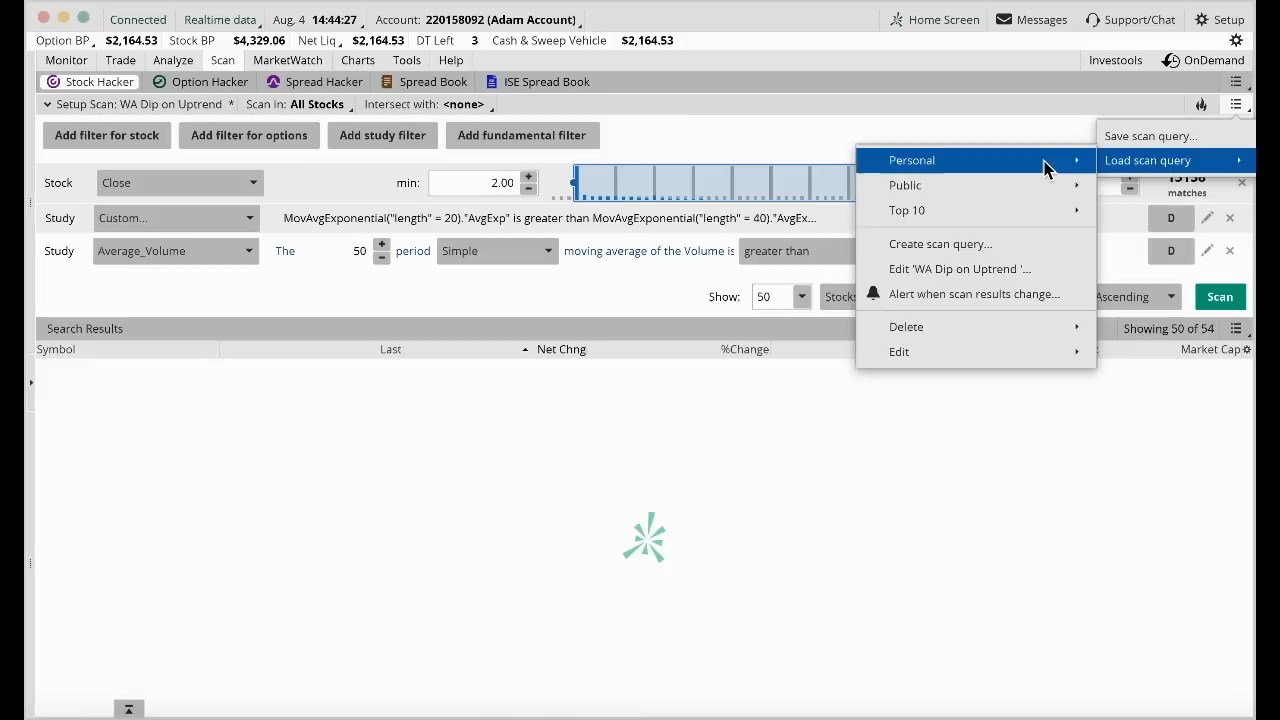 Connected Realtime data Aug. 4 14:44:27 Account: 220158092 (Adam Account) Home Screen Messages Support/Chat Setup
Option BP $2,164.53 Stock BP $4,329.06 Net Liq $2,164.53 DT Left 3 Cash & Sweep Vehicle $2,164.53
Monitor Trade Analyze Scan MarketWatch Charts Tools Help Investools OnDemand
Stock Hacker Option Hacker Spread Hacker Spread Book ISE Spread Book
Setup Scan: WA Dip on Uptrend * Scan in: All Stocks Intersect with: <none>
Add filter for stock Add filter for options Add study filter Add fundamental filter
Save scan query...
Load scan query
Personal
Public
Top 10
Create scan query...
Edit 'WA Dip on Uptrend '...
Alert when scan results change...
Delete
Edit
Stock Close min: 2.00
matches
Study Custom... MovAvgExponential("length" = 20)."AvgExp" is greater than MovAvgExponential("length" = 40)."AvgEx... D
Study Average_Volume The 50 period Simple moving average of the Volume is greater than D
Show: 50 Stocks Ascending Scan
Search Results Showing 50 of 54
Symbol Last Net Chng %Change Market Cap